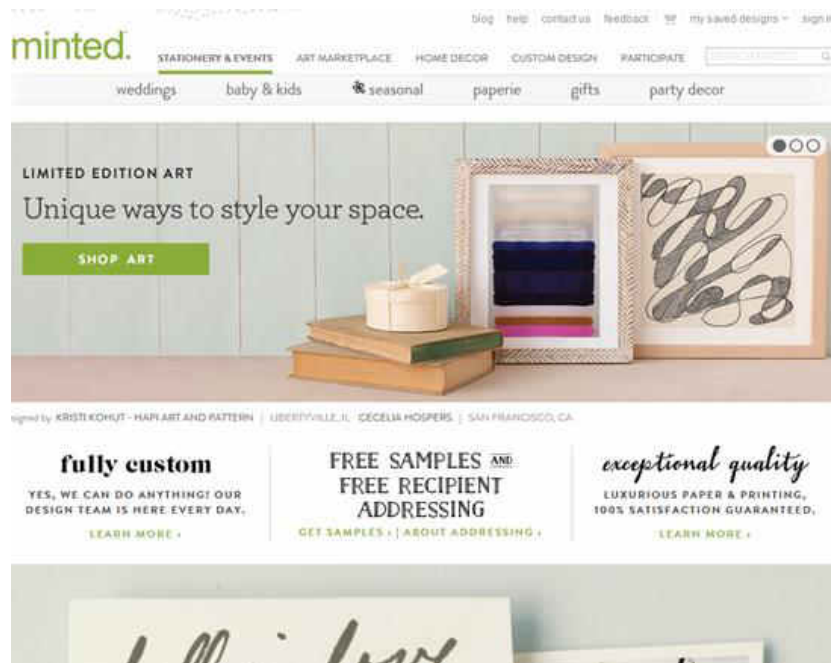 blog help contact us feedback my saved designs sign in
minted.
STATIONERY & EVENTS ART MARKETPLACE HOME DECOR CUSTOM DESIGN PARTICIPATE
weddings baby & kids seasonal paperie gifts party decor
LIMITED EDITION ART
Unique ways to style your space.
SHOP ART
by KRISTI KOHUT - HAPI ART AND PATTERN | LIBERTYVILLE, IL CECELIA HOSPERS | SAN FRANCISCO, CA
fully custom
YES, WE CAN DO ANYTHING! OUR
DESIGN TEAM IS HERE EVERY DAY.
LEARN MORE ›
FREE SAMPLES AND
FREE RECIPIENT
ADDRESSING
GET SAMPLES › | ABOUT ADDRESSING ›
exceptional quality
LUXURIOUS PAPER & PRINTING,
100% SATISFACTION GUARANTEED.
LEARN MORE ›